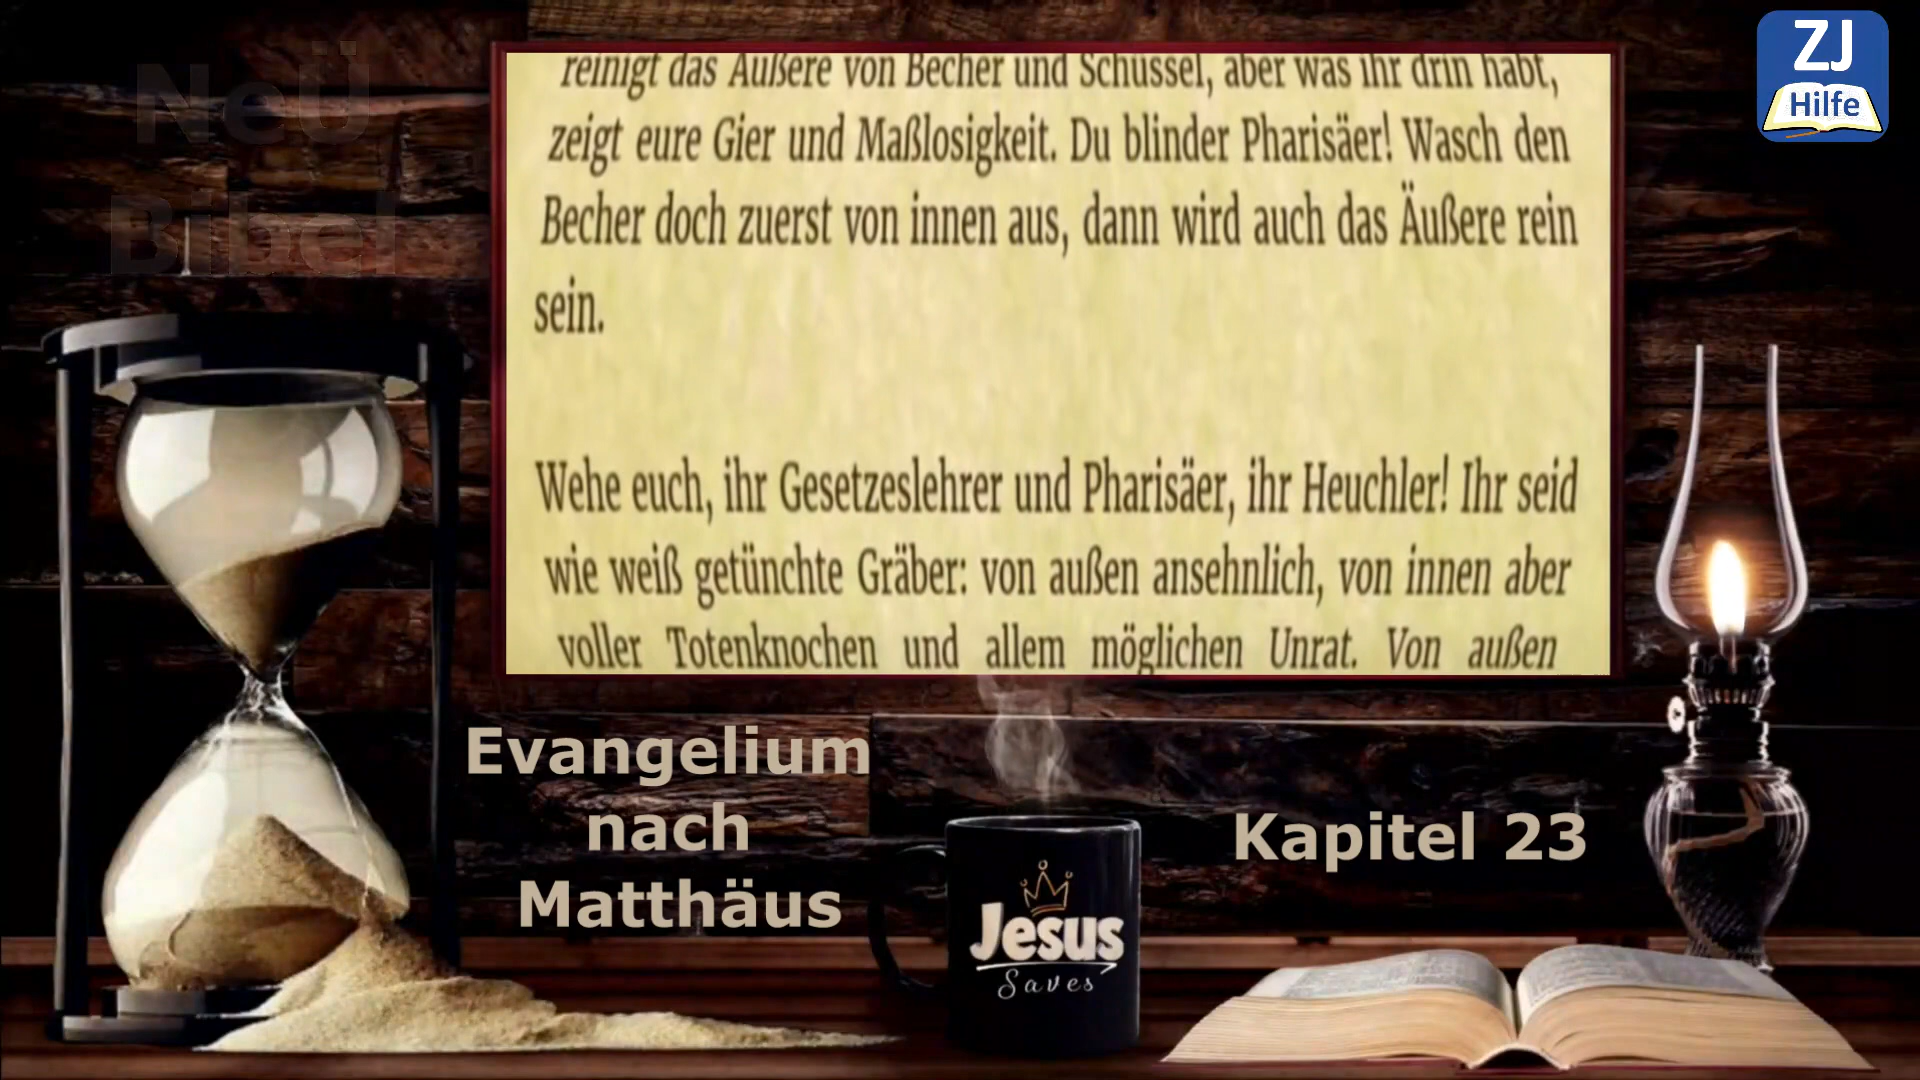 NeÜ
Bibel
ZJ
Hilfe
reinigt das Äußere von Becher und Schüssel, aber was ihr drin habt,
zeigt eure Gier und Maßlosigkeit. Du blinder Pharisäer! Wasch den
Becher doch zuerst von innen aus, dann wird auch das Äußere rein
sein.
Wehe euch, ihr Gesetzeslehrer und Pharisäer, ihr Heuchler! Ihr seid
wie weiß getünchte Gräber: von außen ansehnlich, von innen aber
voller Totenknochen und allem möglichen Unrat. Von außen
Evangelium
nach
Matthäus
Kapitel 23
Jesus
Saves